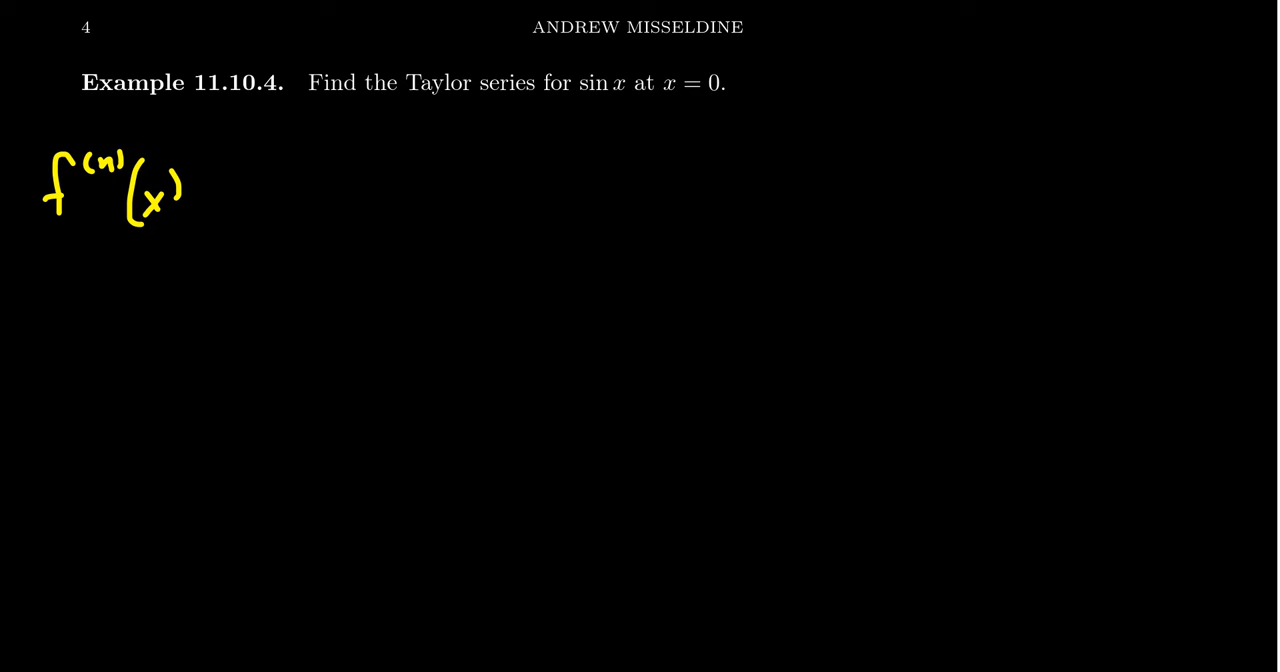 4 ANDREW MISSELDINE
Example 11.10.4. Find the Taylor series for sin x at x = 0.
f^{(n)}(x)